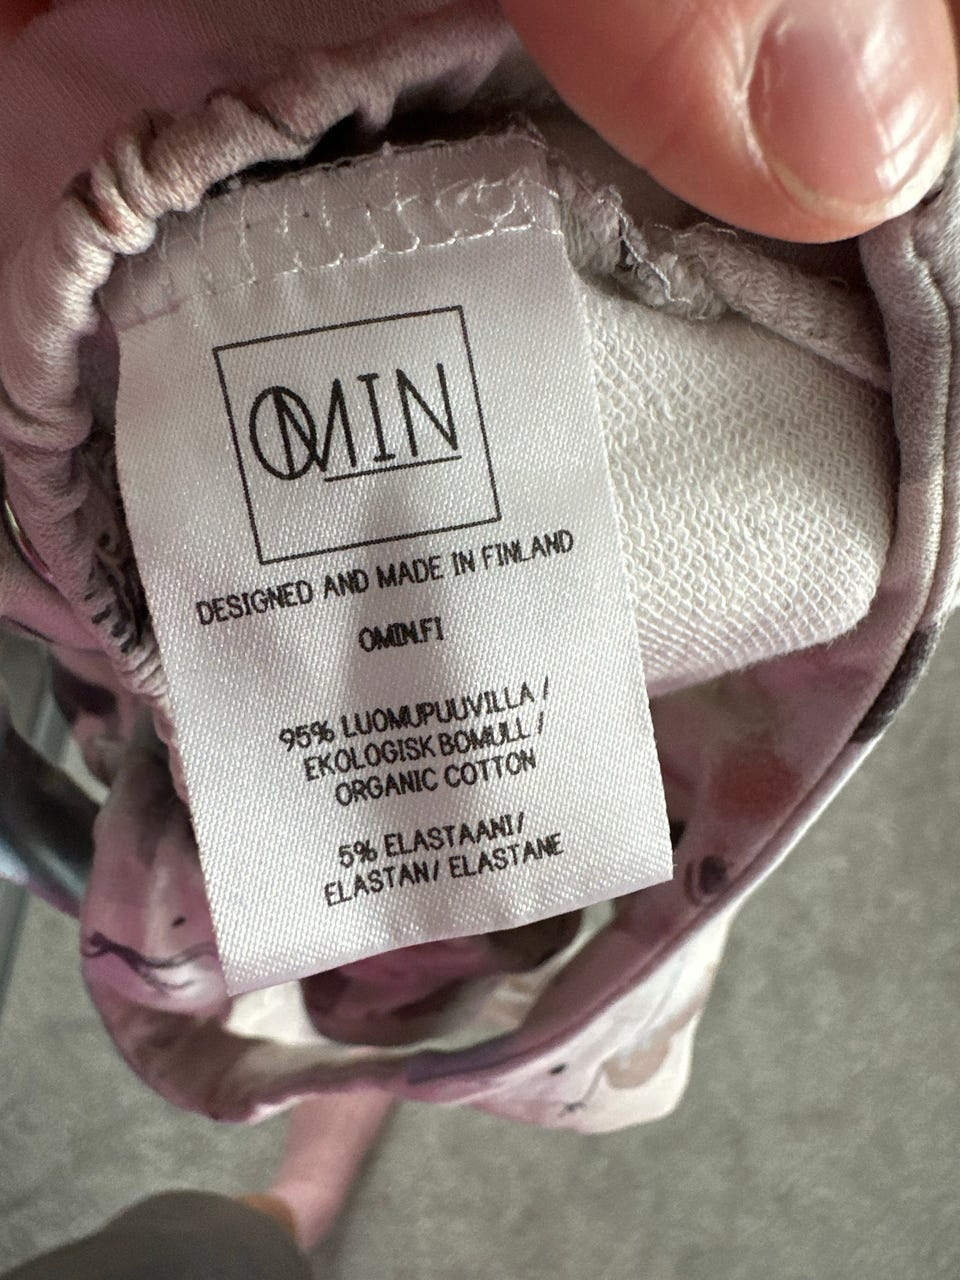 OMIN
DESIGNED AND MADE IN FINLAND
OMIN.FI
95% LUOMUPUUVILLA /
EKOLOGISK BOMULL /
ORGANIC COTTON
5% ELASTAANI/
ELASTAN/ ELASTANE